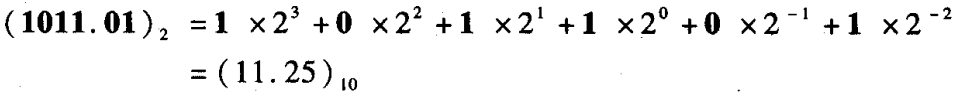 (1011.01)₂ = 1 ×2³ + 0 ×2² + 1 ×2¹ + 1 ×2⁰ + 0 ×2⁻¹ + 1 ×2⁻²
= (11.25)₁₀